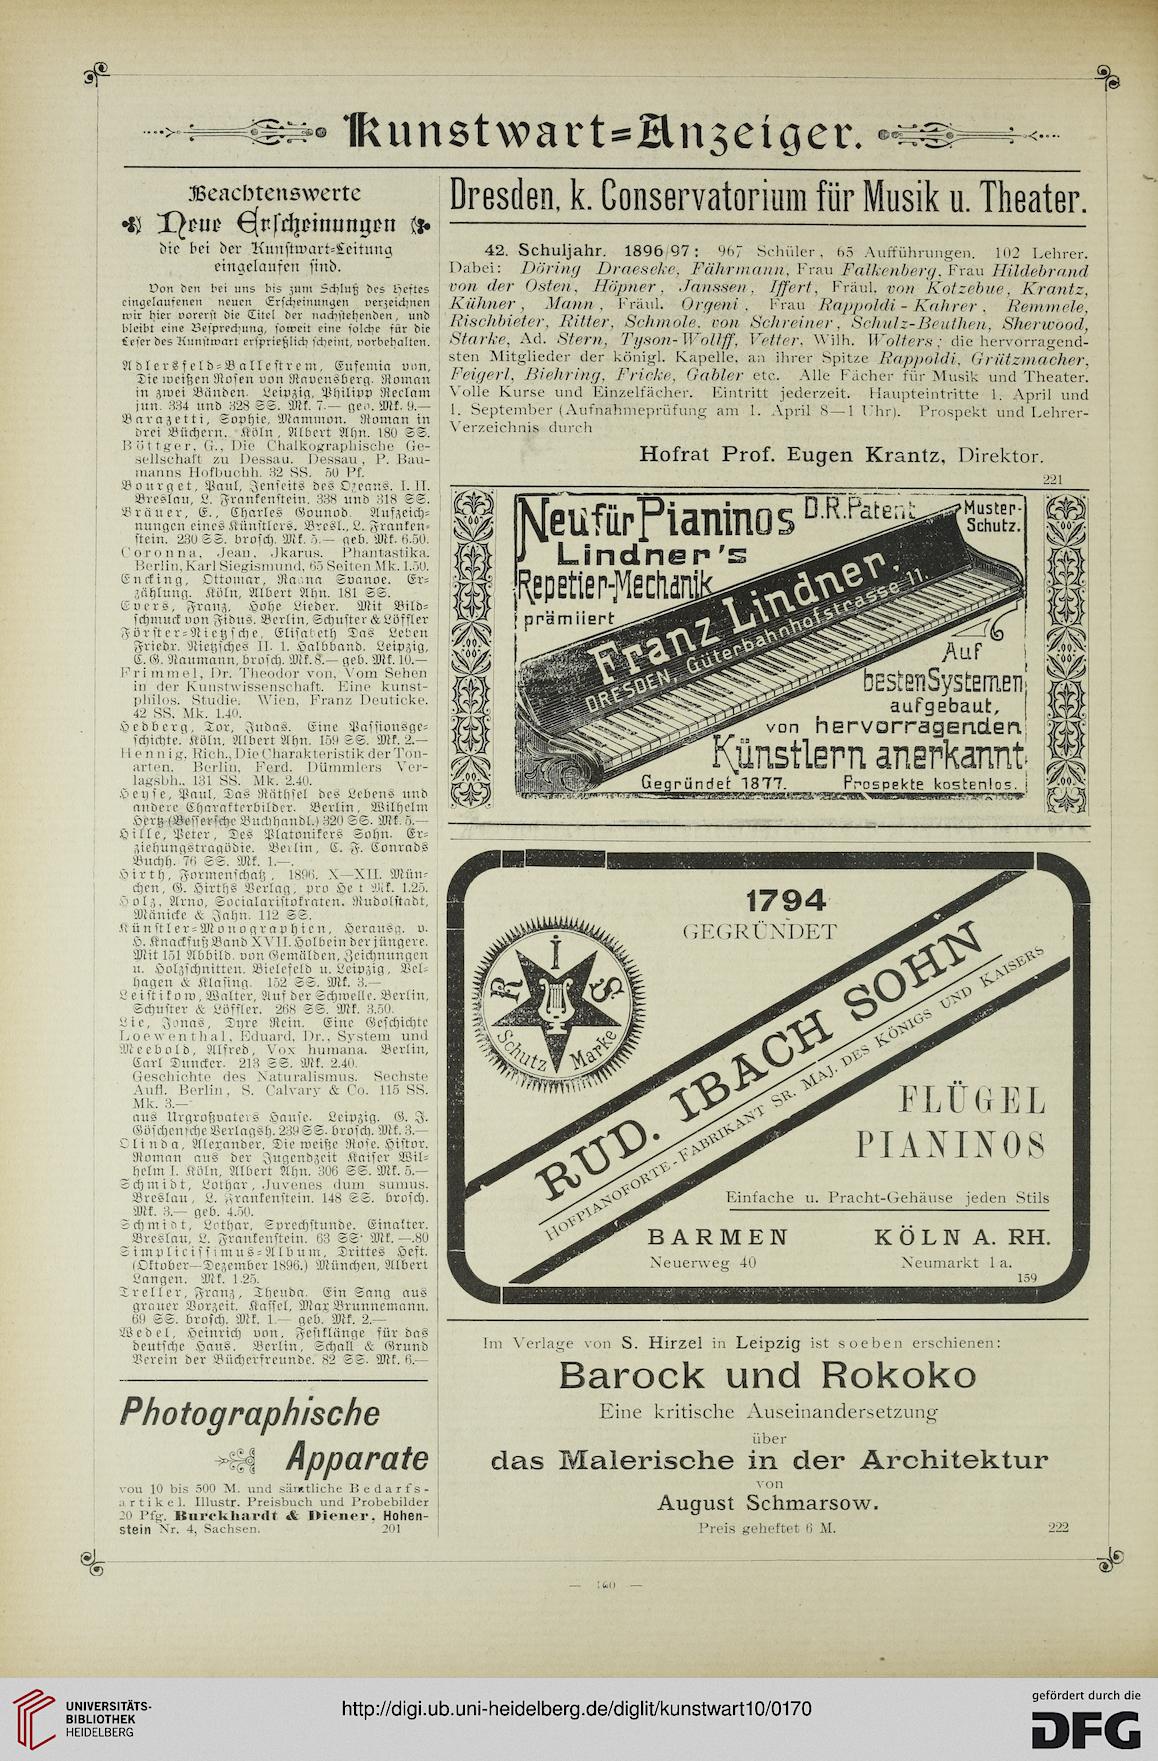 Kunstwart=Anzeiger.
Beachtenswerte
Neue Erscheinungen
die bei der Kunstwart=Leitung
eingelaufen sind.
Von den bei uns bis zum Schluß des Heftes
eingelaufenen neuen Erscheinungen verzeichnen
wir hier vorerst die Titel der nachstehenden, und
bleibt eine Besprechung, soweit eine solche für die
Leser des Kunstwart ersprießlich scheint, vorbehalten.
Adlersfeld=Ballestrem, Eufemia von,
Die weißen Rosen von Ravensberg. Roman
in zwei Bänden. Leipzig, Philipp Reclam
jun. 334 und 328 SS. Mk. 7.— geb. Mk. 9.—
Barazetti, Sophie, Mammon. Roman in
drei Büchern. Köln, Albert Ahn. 180 SS.
Böttger, G., Die Chalkographische Ge-
sellschaft zu Dessau. Dessau, P. Bau-
manns Hofbuchh. 32 SS. 50 Pf.
Bourget, Paul, Jenseits des Ozeans. I. II.
Breslau, L. Frankenstein. 338 und 318 SS.
Bräuer, E., Charles Gounod. Aufzeich=
nungen eines Künstlers. Bresl., L. Franken=
stein. 230 SS. brosch. Mk. 5.— geb. Mk. 6.50.
Coronna, Jean, Jkarus. Phantastika.
Berlin, Karl Siegismund, 65 Seiten Mk. 1.50.
Encking, Ottomar, Ragna Svanoe. Er=
zählung. Köln, Albert Ahn. 181 SS.
Evers, Franz, Hohe Lieder. Mit Bild=
schmuck von Fidus. Berlin, Schuster & Löffler
Förster=Nietzsche, Elisabeth Das Leben
Friedr. Nietzsches II. 1. Halbband. Leipzig,
C. G. Naumann, brosch. Mk. 8.— geb. Mk. 10.—
Frimmel, Dr. Theodor von, Vom Sehen
in der Kunstwissenschaft. Eine kunst-
philos. Studie. Wien, Franz Deuticke.
42 SS. Mk. 1.40.
Hedberg, Tor, Judas. Eine Passionsge=
schichte. Köln, Albert Ahn. 159 SS. Mk. 2.—
Hennig, Rich., Die Charakteristik der Ton-
arten. Berlin, Ferd. Dümmlers Ver-
lagsbh. 131 SS. Mk. 2.40.
Heyse, Paul, Das Räthsel des Lebens und
andere Charakterbilder. Berlin, Wilhelm
Hertz (Bessersche Buchhandl.) 320 SS. Mk. 5.—
Hille, Peter, Des Platonikers Sohn. Er=
ziehungstragödie. Berlin, C. F. Conrads
Buchh. 76 SS. Mk. 1.—.
Hirth, Formenschatz, 1896. X—XII. Mün=
chen, G. Hirths Verlag, pro Heft Mk. 1.25.
Holz, Arno, Socialaristokraten. Rudolstadt,
Mänicke & Jahn. 112 SS.
Künstler=Monographien, Herausg. v.
H. Knackfuß Band XVII. Holbein der jüngere.
Mit 151 Abbild. von Gemälden, Zeichnungen
u. Holzschnitten. Bielefeld u. Leipzig, Vel=
hagen & Klasing. 152 SS. Mk. 3.—
Leistikow, Walter, Auf der Schwelle. Berlin,
Schuster & Löffler. 268 SS. Mk. 3.50.
Lie, Jonas, Dyre Rein. Eine Geschichte
Loewenthal, Eduard, Dr., System und
Meebold, Alfred, Vox humana. Berlin,
Carl Duncker. 213 SS. Mk. 2.40.
Geschichte des Naturalismus. Sechste
Aufl. Berlin, S. Calvary & Co. 115 SS.
Mk. 3.—
aus Urgroßvaters Hause. Leipzig, G. J.
Göschensche Verlagsh. 239 SS. brosch. Mk. 3.—
Olinda, Alexander, Die weiße Rose. Histor.
Roman aus der Jugendzeit Kaiser Wil=
helm I. Köln, Albert Ahn. 306 SS. Mk. 5.—
Schmidt, Lothar, Juvenes dum sumus.
Breslau, L. Frankenstein. 148 SS. brosch.
Mk. 3.— geb. 4.50.
Schmidt, Lothar, Sprechstunde. Einakter.
Breslau, L. Frankenstein. 63 SS. Mk. —.80
Simplicissimus=Album, Drittes Heft.
(Oktober—Dezember 1896.) München, Albert
Langen. Mk. 1.25.
Treller, Franz, Theuda. Ein Sang aus
grauer Vorzeit. Kassel, Max Brunnemann.
69 SS. brosch. Mk. 1.— geb. Mk. 2.—
Wedel, Heinrich von, Festklänge für das
deutsche Haus. Berlin, Schall & Grund
Verein der Bücherfreunde. 82 SS. Mk. 6.—
Photographische
Apparate
von 10 bis 500 M. und sämtliche Bedarfs-
artikel. Illustr. Preisbuch und Probebilder
20 Pfg. Burckhardt & Diener, Hohen-
stein Nr. 4, Sachsen. 201
Dresden, k. Conservatorium für Musik u. Theater.
42. Schuljahr. 1896/97: 967 Schüler, 65 Aufführungen. 102 Lehrer.
Dabei: Döring Draeseke, Fährmann, Frau Falkenberg, Frau Hildebrand
von der Osten, Höpner, Janssen, Iffert, Fräul. von Kotzebue, Krantz,
Kühner, Mann, Fräul. Orgeni, Frau Rappoldi-Kahrer, Remmele,
Rischbieter, Ritter, Schmole, von Schreiner, Schulz-Beuthen, Sherwood,
Starke, Ad. Stern, Tyson-Wolff, Vetter, Wilh. Wolters; die hervorragend-
sten Mitglieder der königl. Kapelle, an ihrer Spitze Rappoldi, Grützmacher,
Feigerl, Biehring, Fricke, Gabler etc. Alle Fächer für Musik und Theater.
Volle Kurse und Einzelfächer. Eintritt jederzeit. Haupteintritte 1. April und
1. September (Aufnahmeprüfung am 1. April 8—1 Uhr). Prospekt und Lehrer-
Verzeichnis durch
Hofrat Prof. Eugen Krantz, Direktor.
221
Neu für Pianinos D.R.Patent
Muster-
Schutz.
Lindner's
Repetier-Mechanik
prämiiert
Franz Lindner.
DRESDEN, Güterbahnhofstrasse 11.
Auf
besten Systemen
aufgebaut,
von hervorragenden
Künstlern anerkannt.
Gegründet 1877. Prospekte kostenlos.
1794
GEGRÜNDET
R I S
Schutz Marke
RUD. IBACH SOHN
HOFPIANOFORTE-FABRIKANT SR. MAJ. DES KÖNIGS UND KAISERS
FLÜGEL
PIANINOS
Einfache u. Pracht-Gehäuse jeden Stils
BARMEN KÖLN A. RH.
Neuerweg 40 Neumarkt 1a.
159
Im Verlage von S. Hirzel in Leipzig ist soeben erschienen:
Barock und Rokoko
Eine kritische Auseinandersetzung
über
das Malerische in der Architektur
von
August Schmarsow.
Preis geheftet 6 M. 222
— 160 —
UNIVERSITÄTS-
BIBLIOTHEK
HEIDELBERG
http://digi.ub.uni-heidelberg.de/diglit/kunstwart10/0170
gefördert durch die
DFG